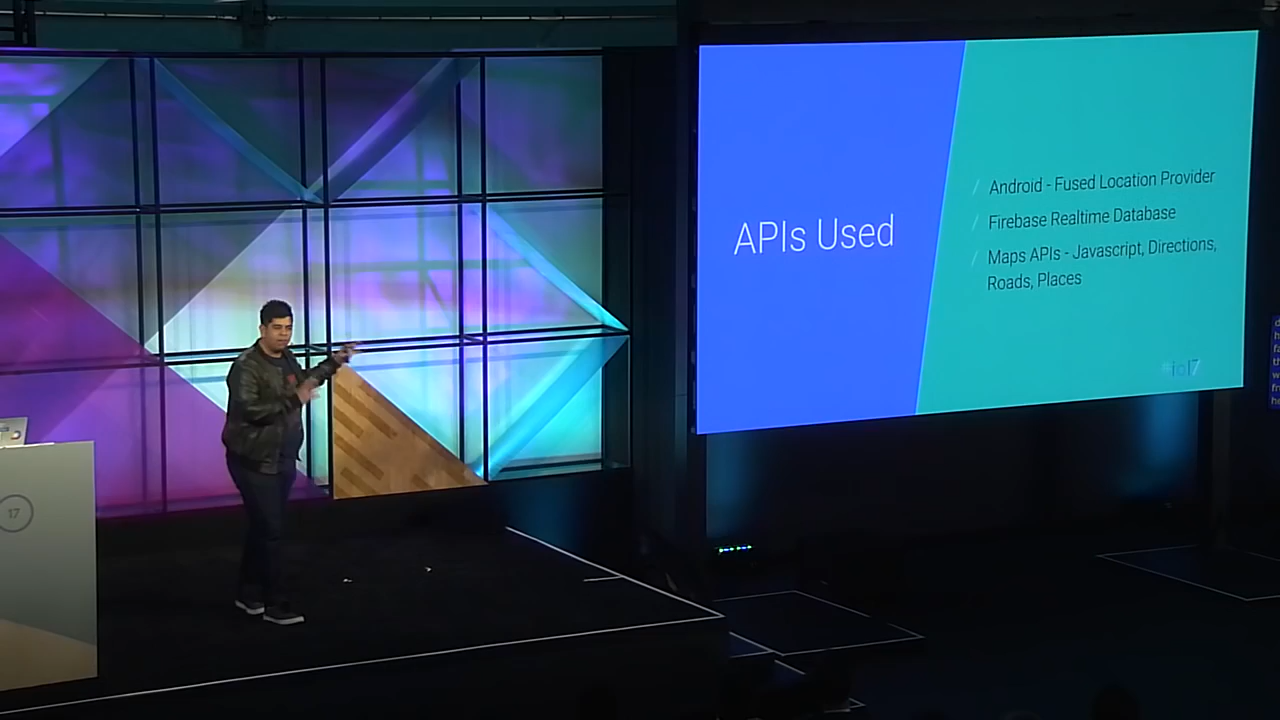 APIs Used
/ Android - Fused Location Provider
/ Firebase Realtime Database
/ Maps APIs - Javascript, Directions,
Roads, Places
#io17
17